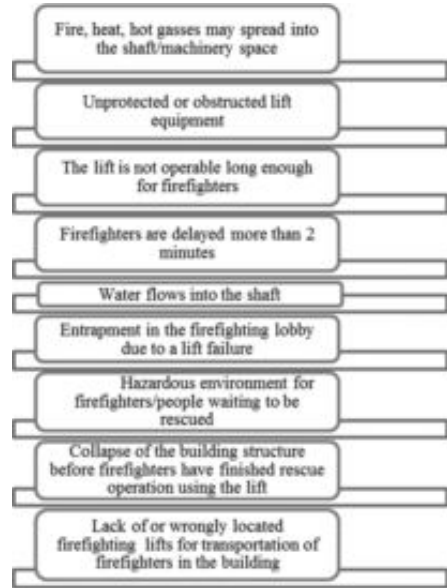 Fire, heat, hot gasses may spread into
the shaft/machinery space
Unprotected or obstructed lift
equipment
The lift is not operable long enough
for firefighters
Firefighters are delayed more than 2
minutes
Water flows into the shaft
Entrapment in the firefighting lobby
due to a lift failure
Hazardous environment for
firefighters/people waiting to be
rescued
Collapse of the building structure
before firefighters have finished rescue
operation using the lift
Lack of or wrongly located
firefighting lifts for transportation of
firefighters in the building